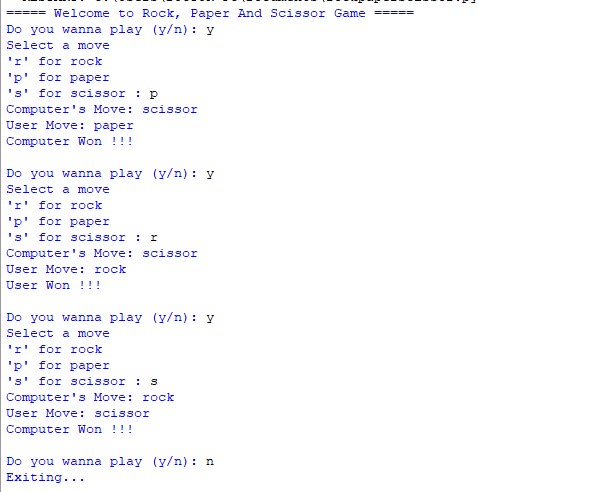 ===== Welcome to Rock, Paper And Scissor Game =====
Do you wanna play (y/n): y
Select a move
'r' for rock
'p' for paper
's' for scissor : p
Computer's Move: scissor
User Move: paper
Computer Won !!!
Do you wanna play (y/n): y
Select a move
'r' for rock
'p' for paper
's' for scissor : r
Computer's Move: scissor
User Move: rock
User Won !!!
Do you wanna play (y/n): y
Select a move
'r' for rock
'p' for paper
's' for scissor : s
Computer's Move: rock
User Move: scissor
Computer Won !!!
Do you wanna play (y/n): n
Exiting...